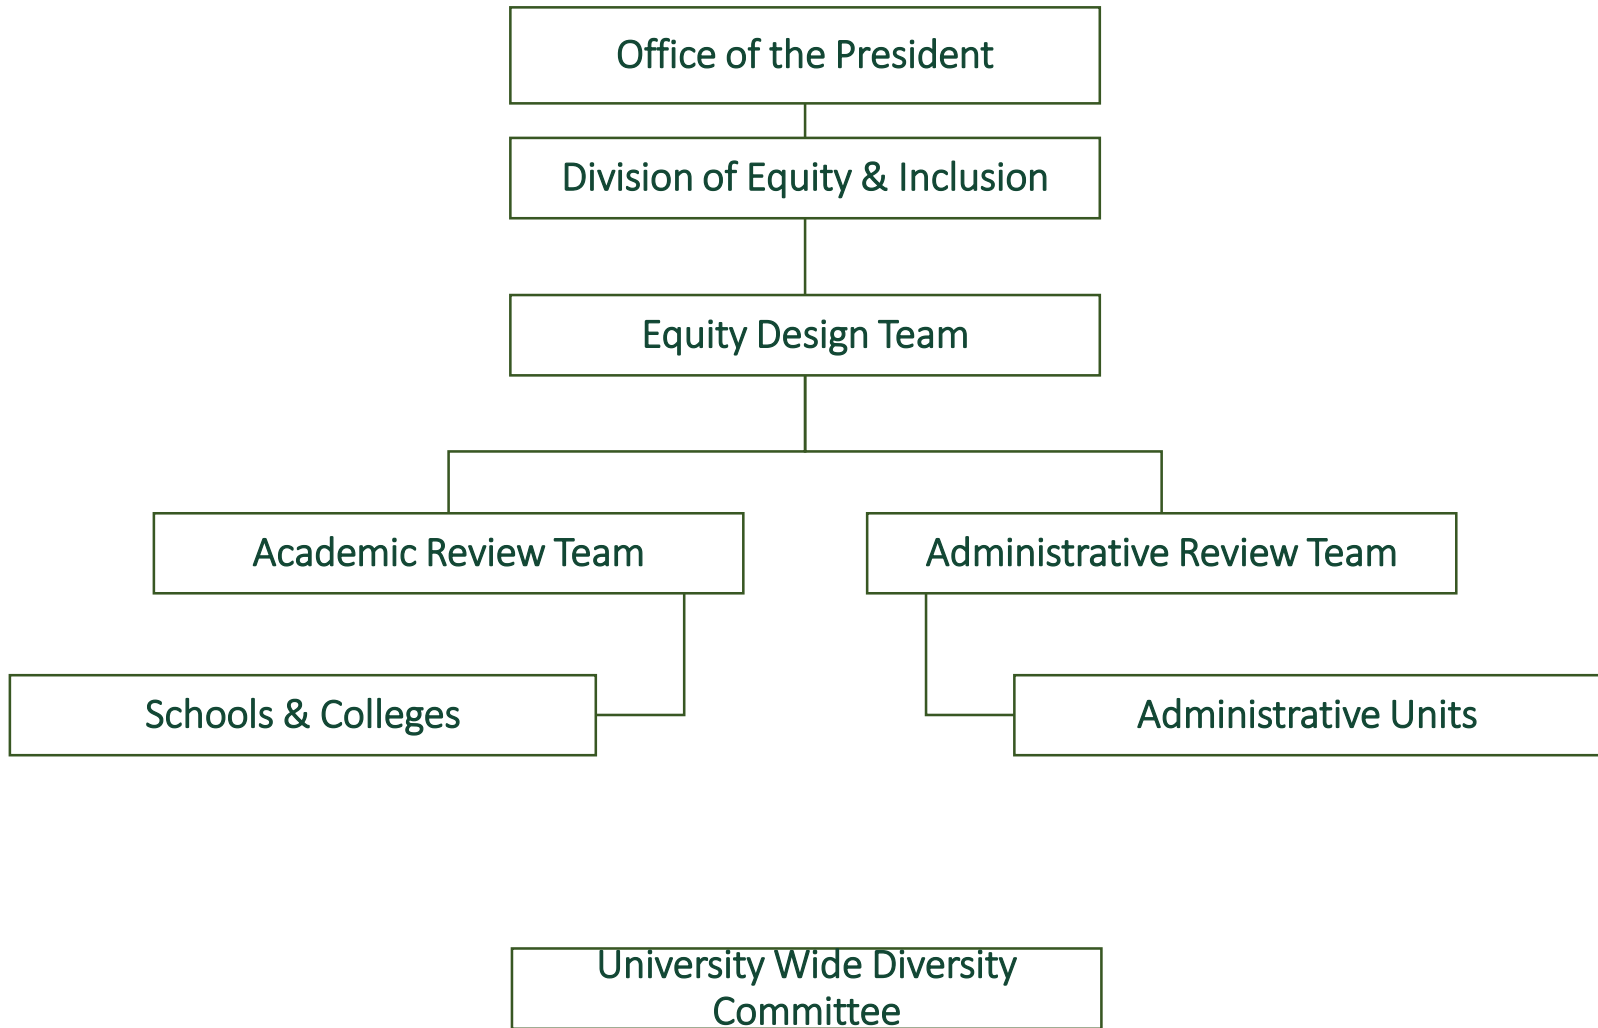 Office of the President
Division of Equity & Inclusion
Equity Design Team
Academic Review Team
Administrative Review Team
Schools & Colleges
Administrative Units
University Wide Diversity
Committee